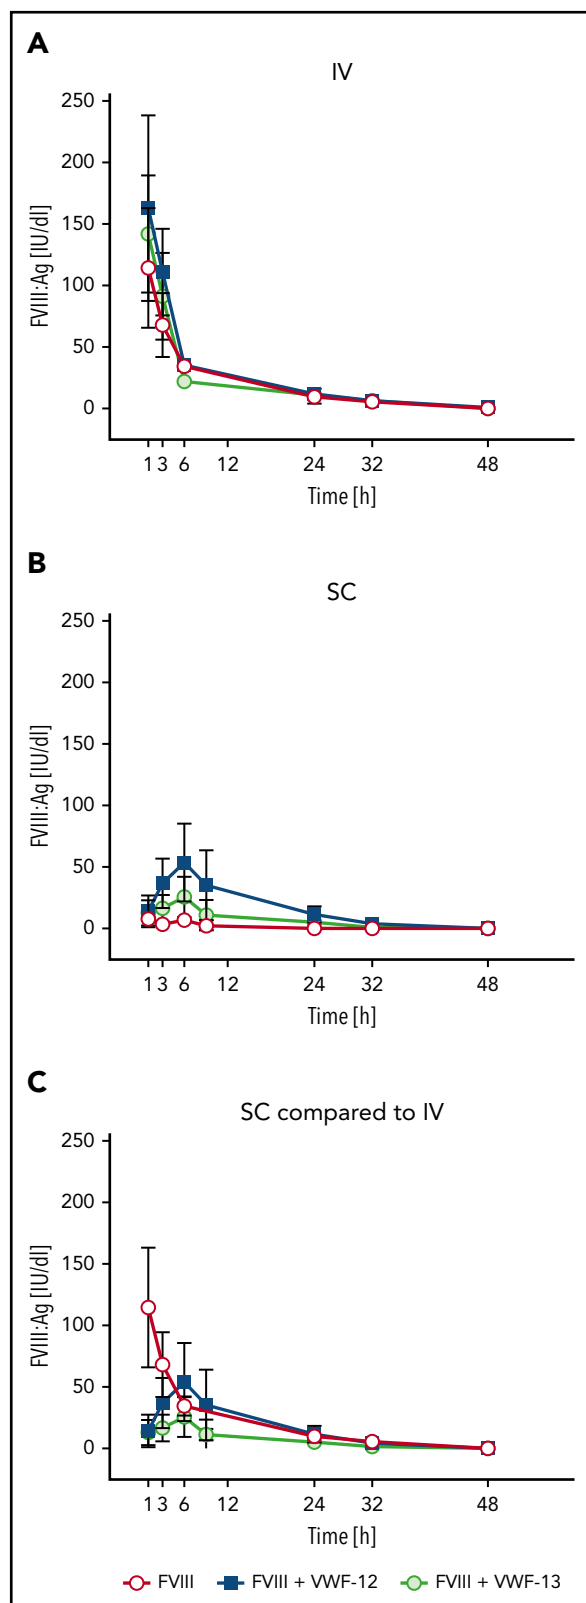 A
IV
250
200
150
100
50
0
FVIII:Ag [IU/dl]
1 3 6 12 24 32 48
Time [h]
B
SC
250
200
150
100
50
0
FVIII:Ag [IU/dl]
1 3 6 12 24 32 48
Time [h]
C
SC compared to IV
250
200
150
100
50
0
FVIII:Ag [IU/dl]
1 3 6 12 24 32 48
Time [h]
FVIII FVIII + VWF-12 FVIII + VWF-13